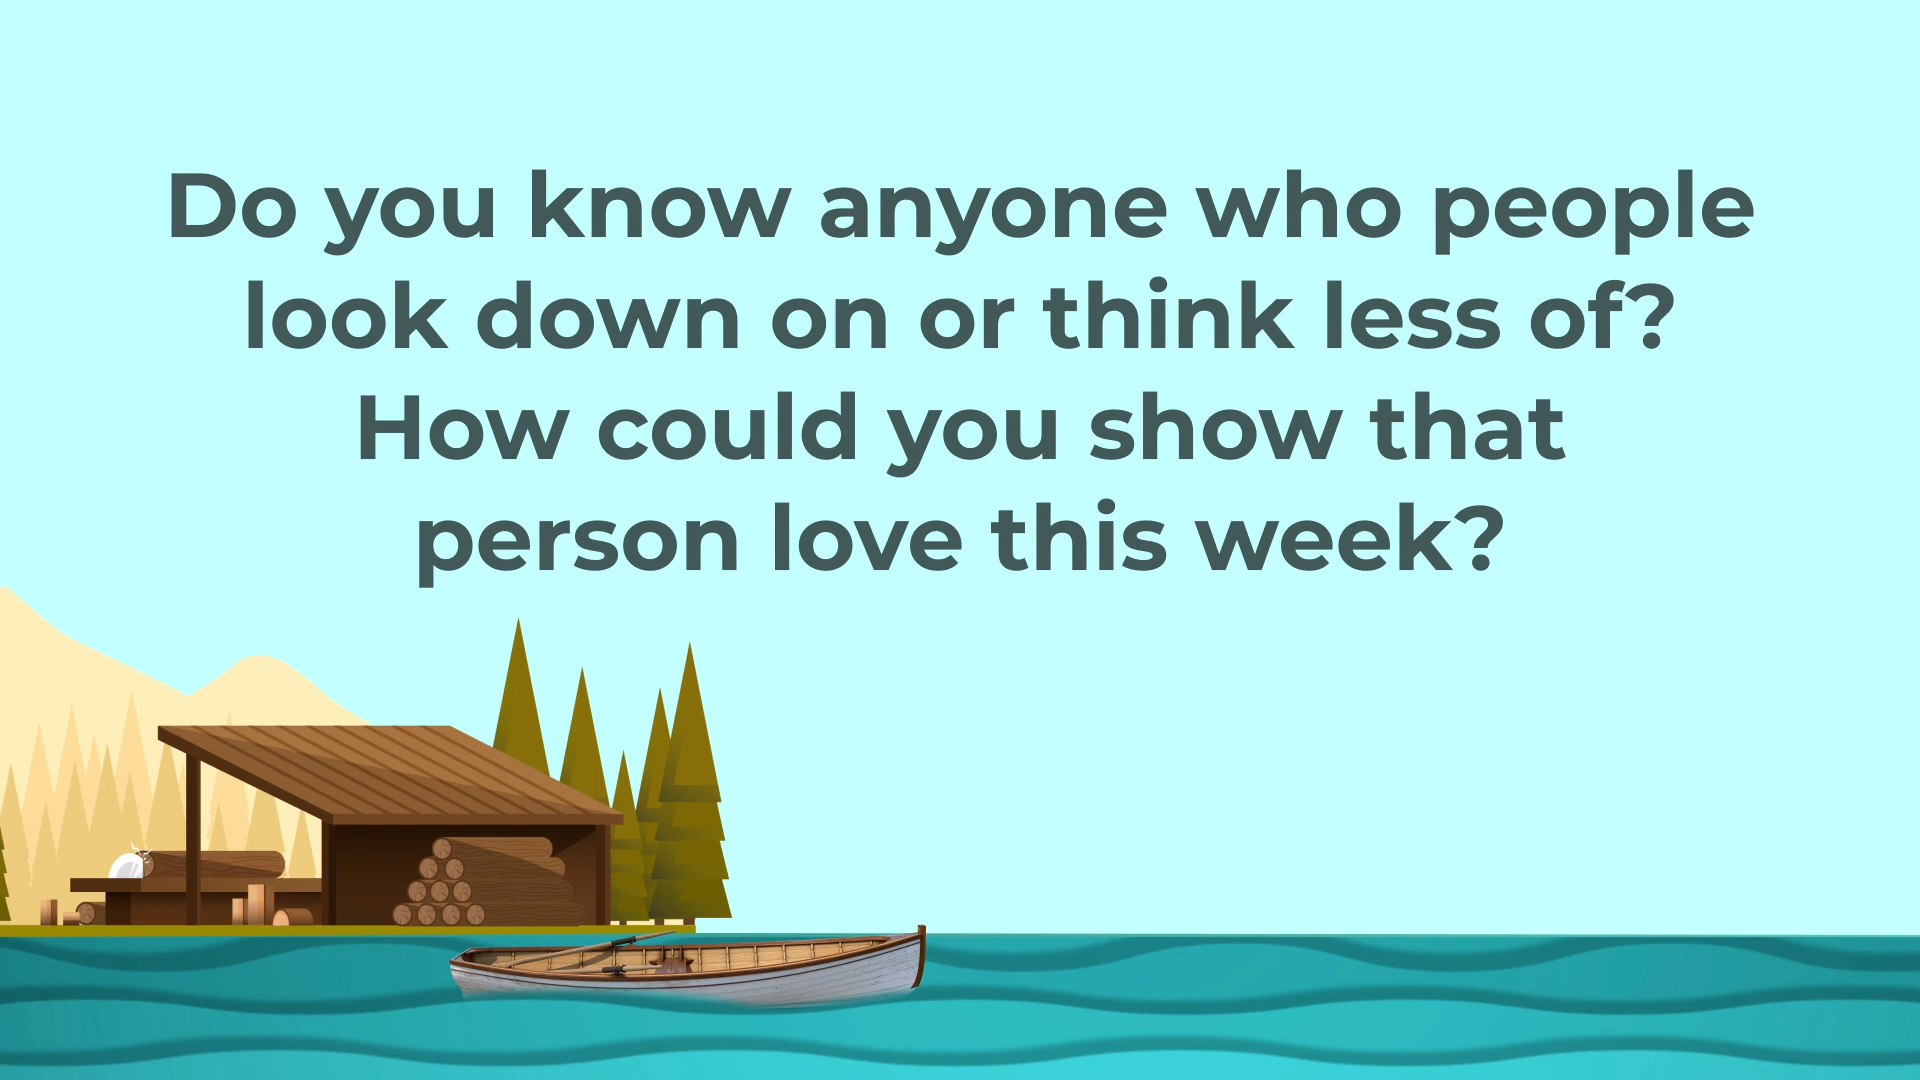 Do you know anyone who people
look down on or think less of?
How could you show that
person love this week?